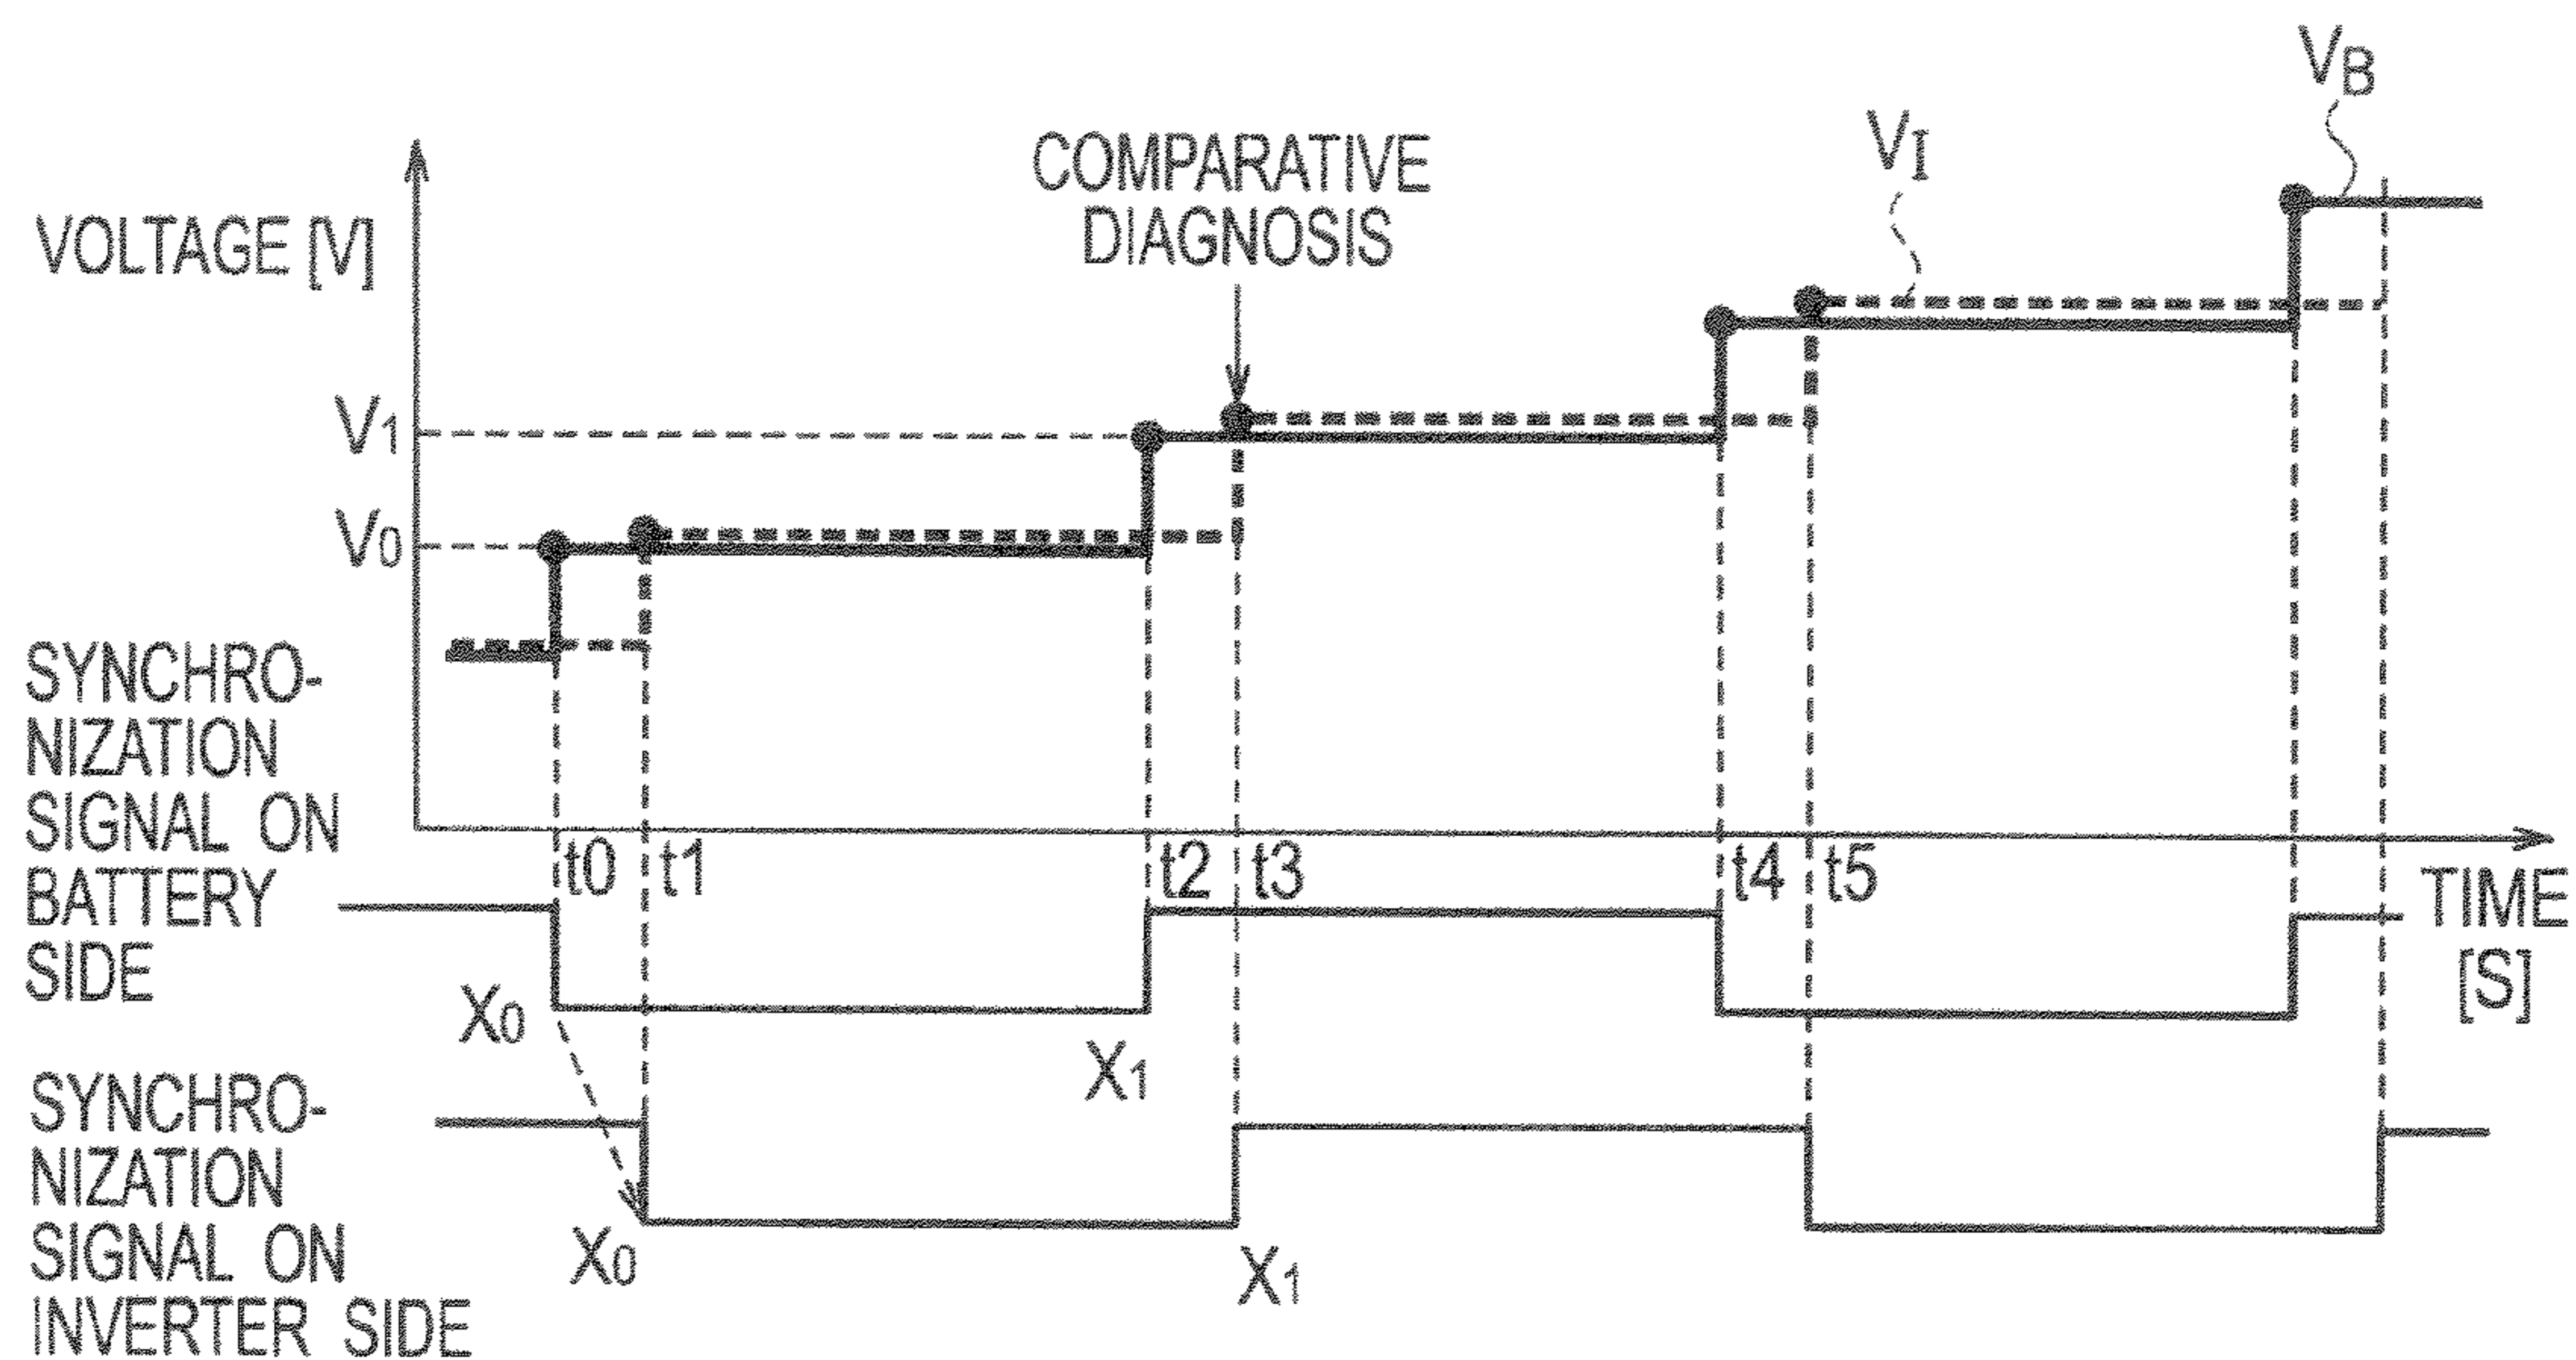 VB
VI
COMPARATIVE
DIAGNOSIS
VOLTAGE [V]
V1
V0
SYNCHRO-
NIZATION
SIGNAL ON
BATTERY
SIDE
t0 t1 t2 t3 t4 t5
TIME
[S]
X0
X1
SYNCHRO-
NIZATION
SIGNAL ON
INVERTER SIDE
X0
X1